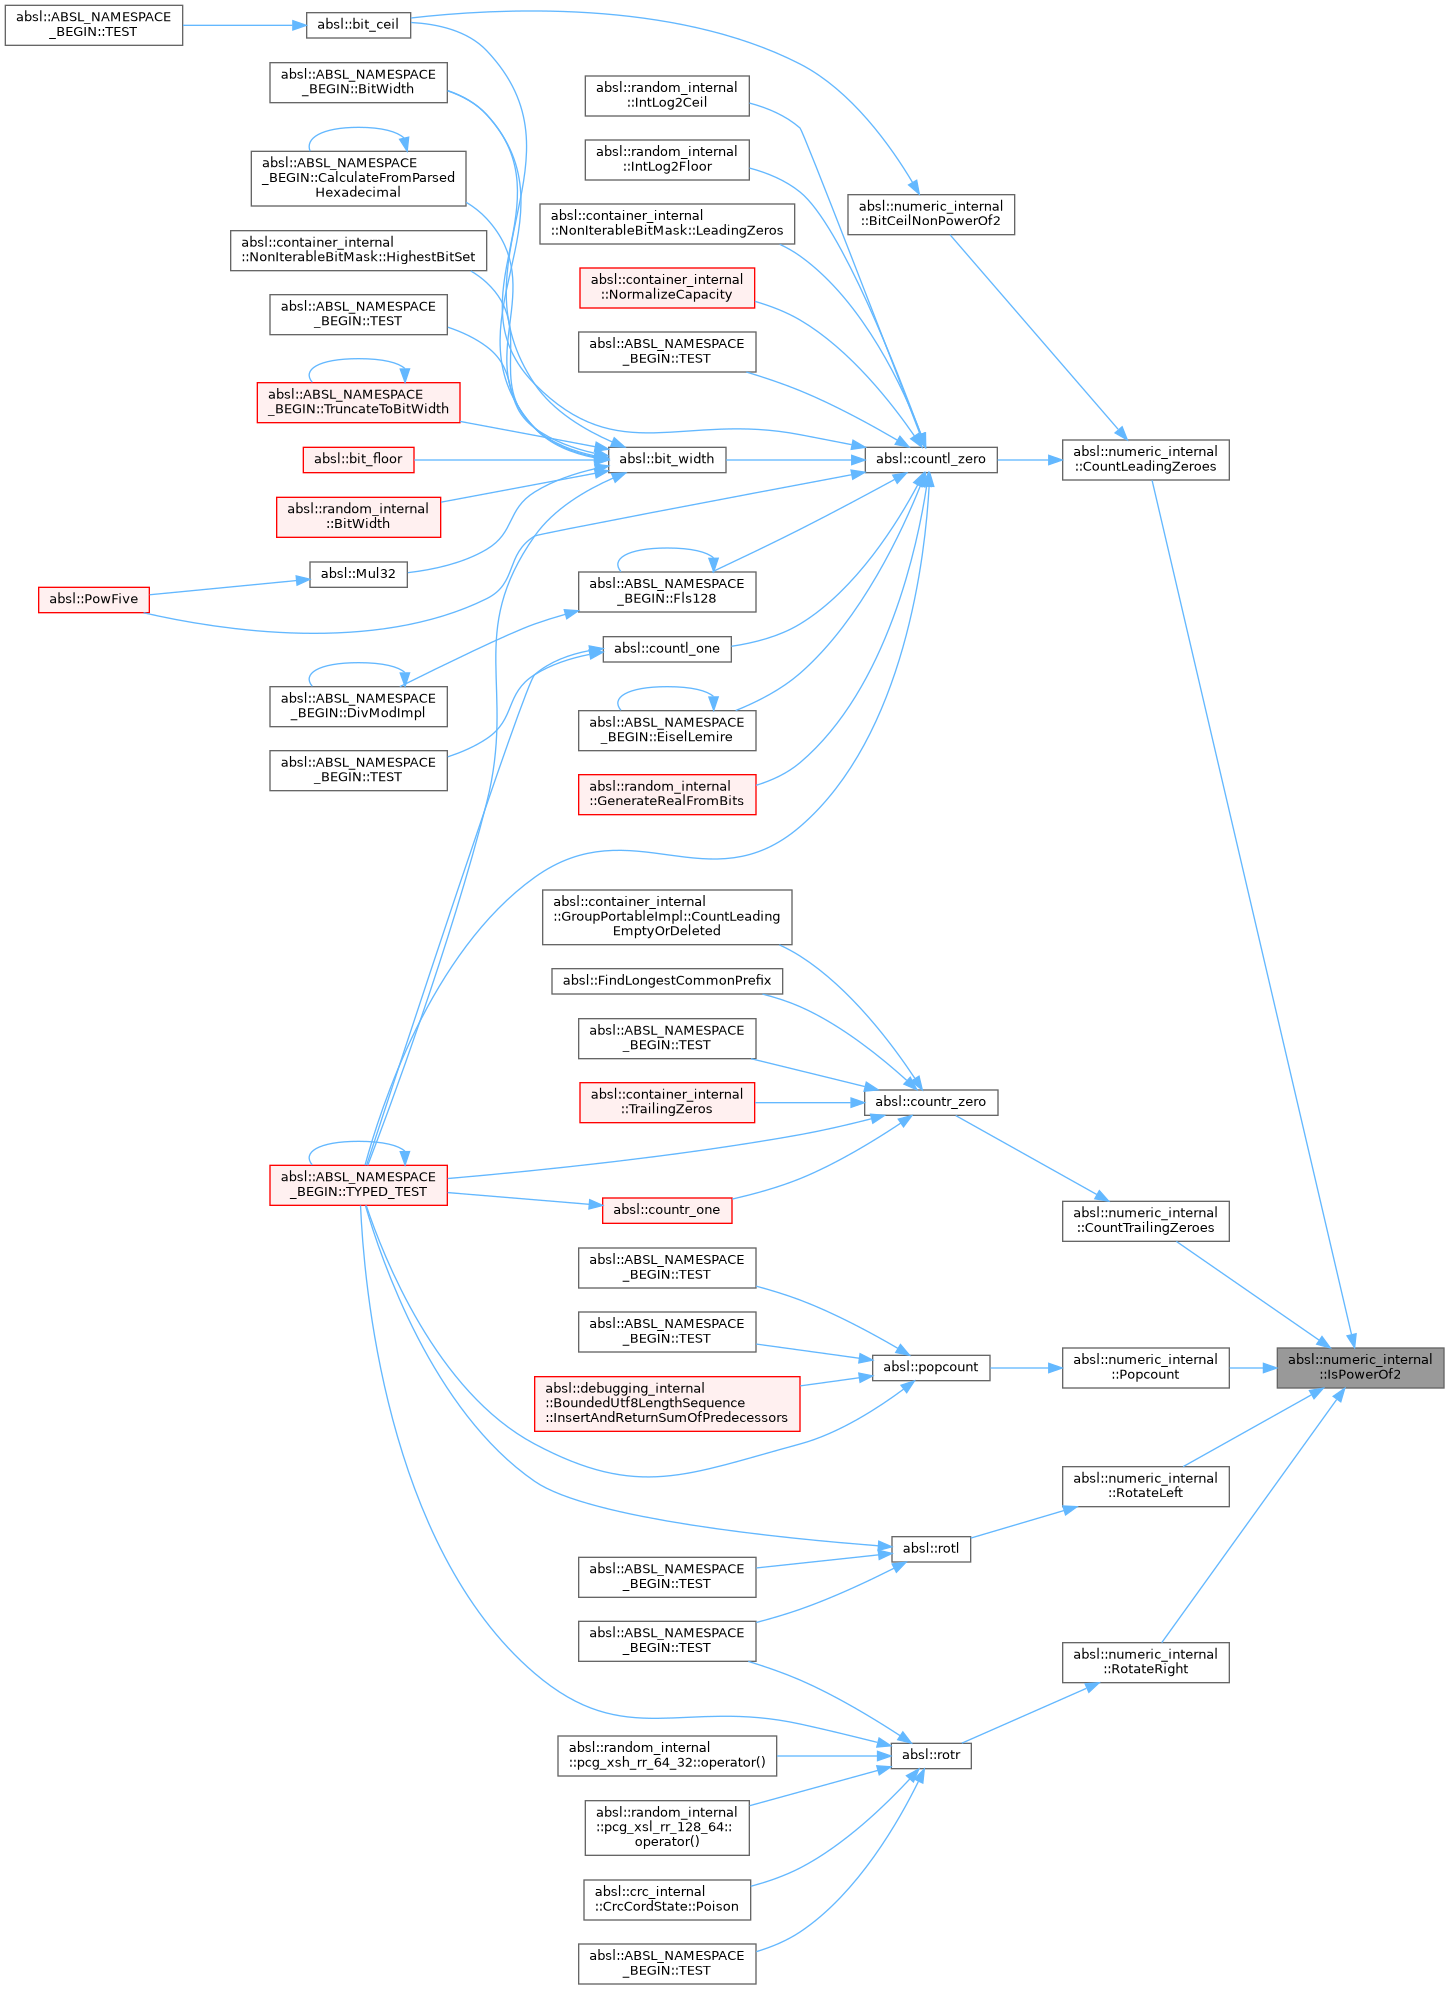 absl::ABSL_NAMESPACE
_BEGIN::TEST
absl::bit_ceil
absl::ABSL_NAMESPACE
_BEGIN::BitWidth
absl::ABSL_NAMESPACE
_BEGIN::CalculateFromParsed
Hexadecimal
absl::container_internal
::NonIterableBitMask::HighestBitSet
absl::ABSL_NAMESPACE
_BEGIN::TEST
absl::ABSL_NAMESPACE
_BEGIN::TruncateToBitWidth
absl::bit_floor
absl::random_internal
::BitWidth
absl::Mul32
absl::PowFive
absl::ABSL_NAMESPACE
_BEGIN::DivModImpl
absl::ABSL_NAMESPACE
_BEGIN::TEST
absl::ABSL_NAMESPACE
_BEGIN::TYPED_TEST
absl::random_internal
::IntLog2Ceil
absl::random_internal
::IntLog2Floor
absl::container_internal
::NonIterableBitMask::LeadingZeros
absl::container_internal
::NormalizeCapacity
absl::ABSL_NAMESPACE
_BEGIN::TEST
absl::bit_width
absl::ABSL_NAMESPACE
_BEGIN::Fls128
absl::countl_one
absl::ABSL_NAMESPACE
_BEGIN::EiselLemire
absl::random_internal
::GenerateRealFromBits
absl::container_internal
::GroupPortableImpl::CountLeading
EmptyOrDeleted
absl::FindLongestCommonPrefix
absl::ABSL_NAMESPACE
_BEGIN::TEST
absl::container_internal
::TrailingZeros
absl::countr_one
absl::ABSL_NAMESPACE
_BEGIN::TEST
absl::ABSL_NAMESPACE
_BEGIN::TEST
absl::debugging_internal
::BoundedUtf8LengthSequence
::InsertAndReturnSumOfPredecessors
absl::ABSL_NAMESPACE
_BEGIN::TEST
absl::ABSL_NAMESPACE
_BEGIN::TEST
absl::random_internal
::pcg_xsh_rr_64_32::operator()
absl::random_internal
::pcg_xsl_rr_128_64::
operator()
absl::crc_internal
::CrcCordState::Poison
absl::ABSL_NAMESPACE
_BEGIN::TEST
absl::numeric_internal
::BitCeilNonPowerOf2
absl::countl_zero
absl::countr_zero
absl::popcount
absl::rotl
absl::rotr
absl::numeric_internal
::CountLeadingZeroes
absl::numeric_internal
::CountTrailingZeroes
absl::numeric_internal
::Popcount
absl::numeric_internal
::RotateLeft
absl::numeric_internal
::RotateRight
absl::numeric_internal
::IsPowerOf2